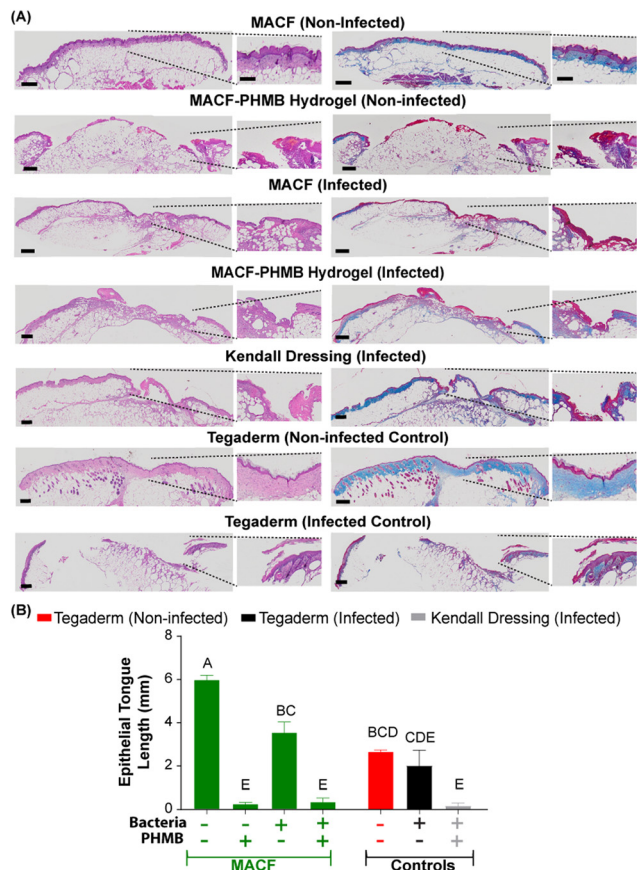 (A)
MACF (Non-Infected)
MACF-PHMB Hydrogel (Non-infected)
MACF (Infected)
MACF-PHMB Hydrogel (Infected)
Kendall Dressing (Infected)
Tegaderm (Non-infected Control)
Tegaderm (Infected Control)
(B)
Tegaderm (Non-infected) Tegaderm (Infected) Kendall Dressing (Infected)
Epithelial Tongue
Length (mm)
8
6
4
2
0
A
E
BC
E
BCD
CDE
E
Bacteria - - + + - + +
PHMB - + - + - - +
MACF Controls